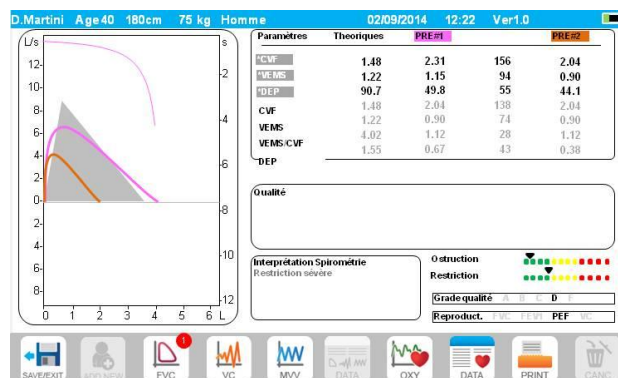 D.Martini Age40 180cm 75 kg Homme 02/09/2014 12:22 Ver1.0
Paramètres Theoriques PRE#1 PRE#2
*CVF 1.48 2.31 156 2.04
*VEMS 1.22 1.15 94 0.90
*DEP 90.7 49.8 55 44.1
CVF 1.48 2.04 138 2.04
VEMS 1.22 0.90 74 0.90
VEMS/CVF 4.02 1.12 28 1.12
DEP 1.55 0.67 43 0.38
L/s
s
12-
10-
8-
6-
4-
2-
0-
2-
4-
6-
8-
-2
-4
-6
-8
-10
-12
0 1 2 3 4 5 6 L
Qualité
Interprétation Spirométrie
Restriction sévère
Ostruction
Restriction
Grade qualité A B C D F
Reproduct. FVC FEV1 PEF VC
1
SAVE/EXIT ADD NEW FVC VC MVV DATA OXY DATA PRINT CANC